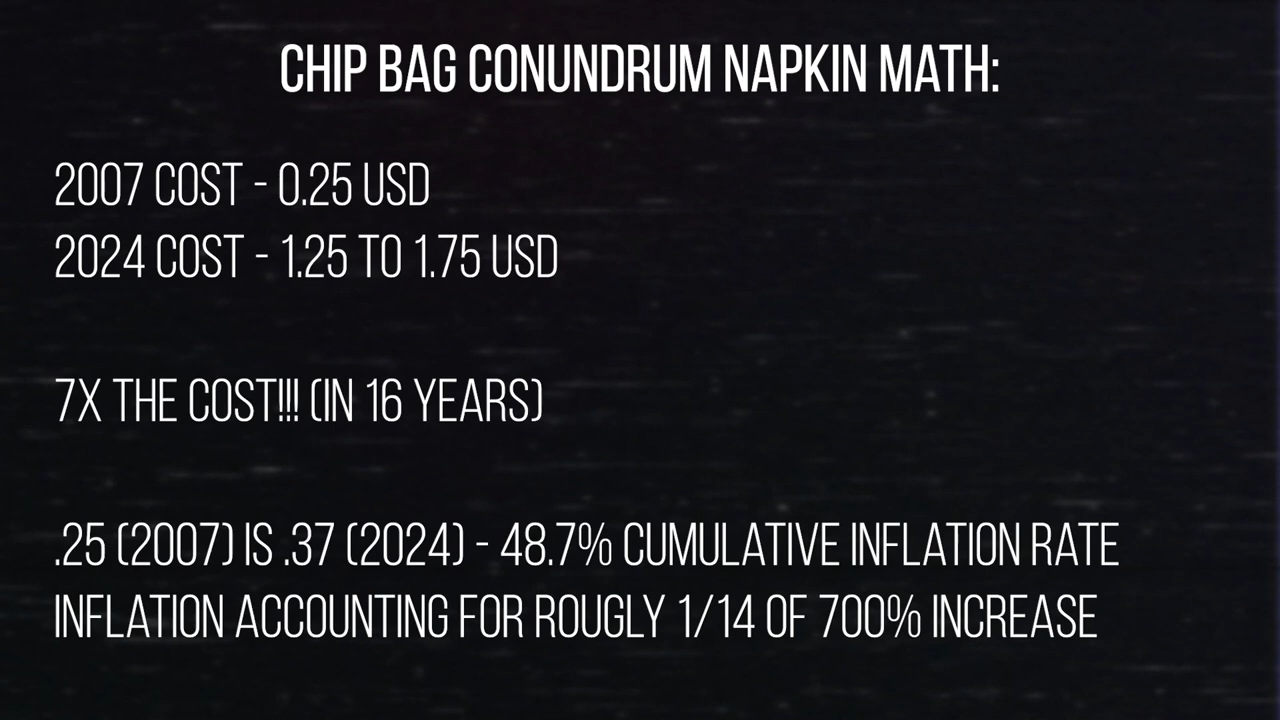 CHIP BAG CONUNDRUM NAPKIN MATH:
2007 COST - 0.25 USD
2024 COST - 1.25 TO 1.75 USD
7X THE COST!!! (IN 16 YEARS)
.25 (2007) IS .37 (2024) - 48.7% CUMULATIVE INFLATION RATE
INFLATION ACCOUNTING FOR ROUGLY 1/14 OF 700% INCREASE